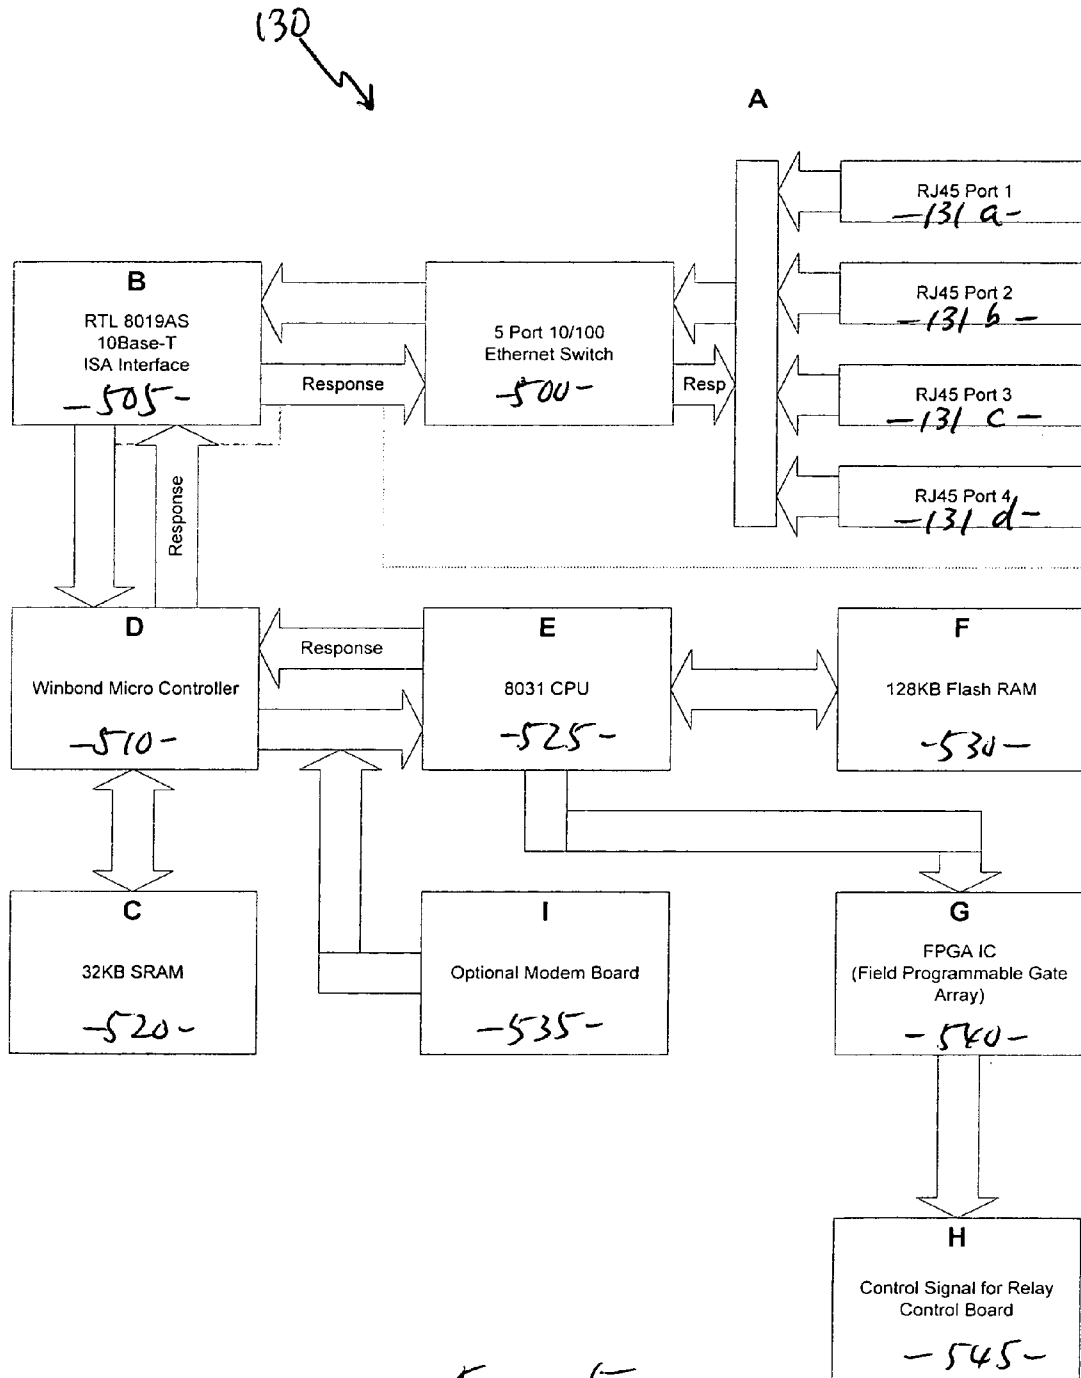 130
A
RJ45 Port 1
-131 a-
B
RTL 8019AS
10Base-T
ISA Interface
-505-
Response
5 Port 10/100
Ethernet Switch
-500-
Resp
RJ45 Port 2
-131 b-
RJ45 Port 3
-131 c-
RJ45 Port 4
-131 d-
Response
D
Winbond Micro Controller
-510-
Response
E
8031 CPU
-525-
F
128KB Flash RAM
-530-
C
32KB SRAM
-520-
I
Optional Modem Board
-535-
G
FPGA IC
(Field Programmable Gate
Array)
-540-
H
Control Signal for Relay
Control Board
-545-